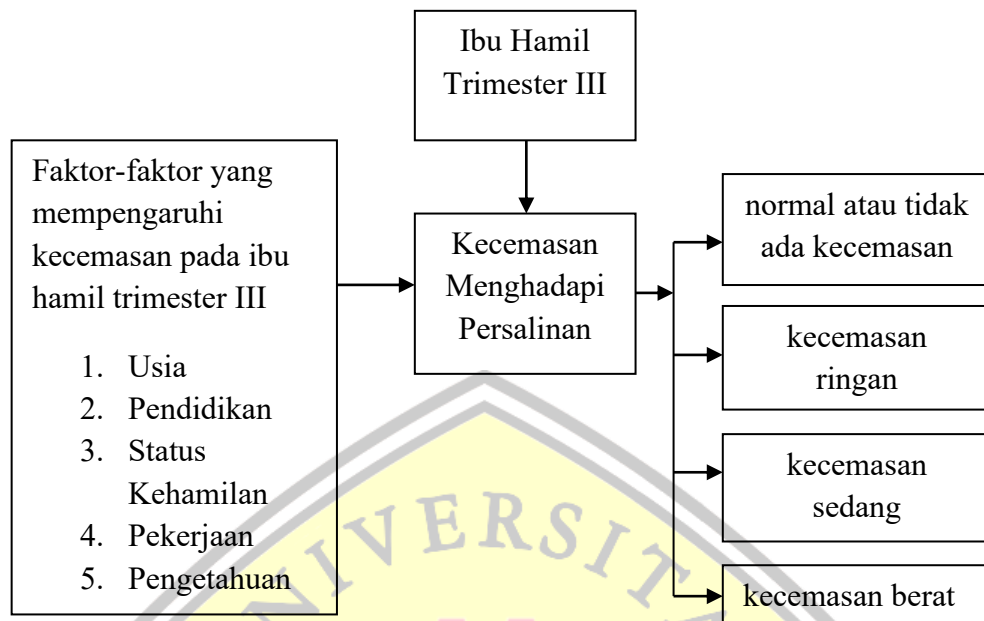 Ibu Hamil
Trimester III
Faktor-faktor yang
mempengaruhi
kecemasan pada ibu
hamil trimester III
1. Usia
2. Pendidikan
3. Status
Kehamilan
4. Pekerjaan
5. Pengetahuan
Kecemasan
Menghadapi
Persalinan
normal atau tidak
ada kecemasan
kecemasan
ringan
kecemasan
sedang
kecemasan berat
NIVERSITA